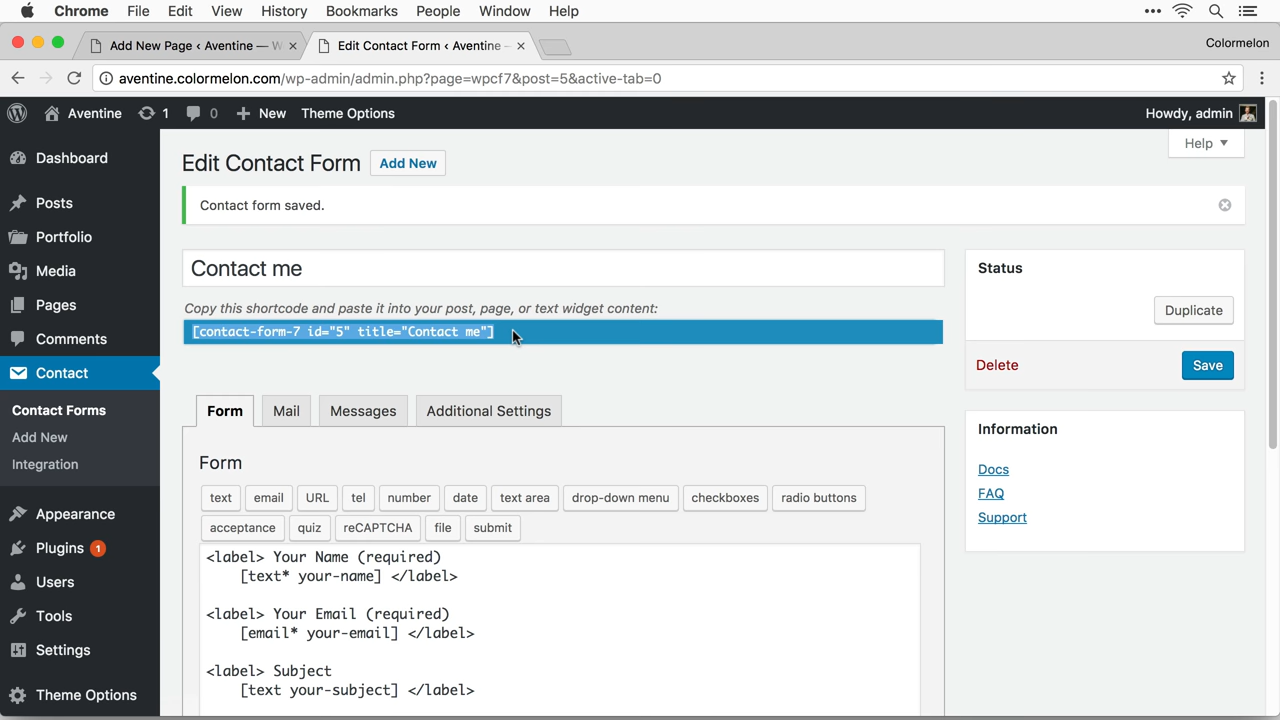 Chrome File Edit View History Bookmarks People Window Help
Add New Page ‹ Aventine — W
Edit Contact Form ‹ Aventine –
Colormelon
aventine.colormelon.com/wp-admin/admin.php?page=wpcf7&post=5&active-tab=0
Aventine 1 0 New Theme Options Howdy, admin
Dashboard
Posts
Portfolio
Media
Pages
Comments
Contact
Contact Forms
Add New
Integration
Appearance
Plugins 1
Users
Tools
Settings
Theme Options
Help
Edit Contact Form Add New
Contact form saved.
Contact me
Copy this shortcode and paste it into your post, page, or text widget content:
[contact-form-7 id="5" title="Contact me"]
Form Mail Messages Additional Settings
Form
text email URL tel number date text area drop-down menu checkboxes radio buttons
acceptance quiz reCAPTCHA file submit
<label> Your Name (required)
[text* your-name] </label>
<label> Your Email (required)
[email* your-email] </label>
<label> Subject
[text your-subject] </label>
Status
Duplicate
Delete Save
Information
Docs
FAQ
Support